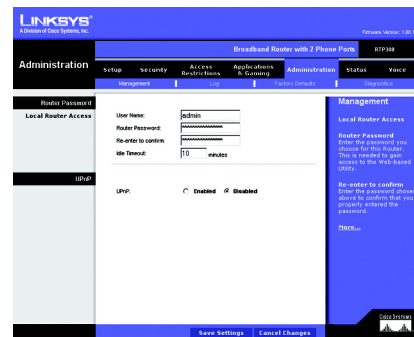 LINKSYS®
A Division of Cisco Systems, Inc.
Firmware Version: 1.00.
Broadband Router with 2 Phone Ports RTP300
Administration
Setup Security Access Restrictions Applications & Gaming Administration Status Voice
Management Log Factory Defaults Diagnostics
Router Password
Local Router Access
User Name: admin
Router Password: ****************
Re-enter to confirm: ****************
Idle Timeout: 10 minutes
UPnP
UPnP: Enabled Disabled
Management
Local Router Access
Router Password
Enter the password you
choose for this Router.
This is needed to gain
access to the Web-based
Utility.
Re-enter to confirm
Enter the password chose
above to confirm that you
properly entered the
password.
More...
Save Settings Cancel Changes
CISCO SYSTEMS